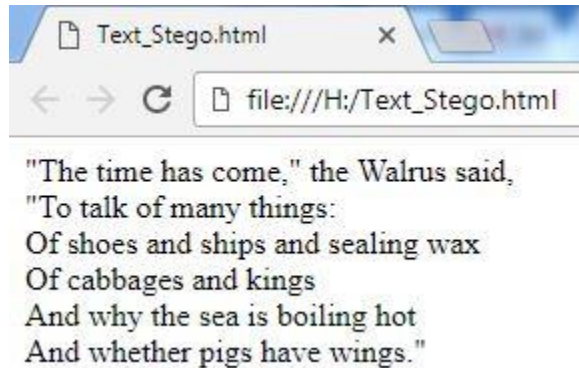 Text_Stego.html
file:///H:/Text_Stego.html
"The time has come," the Walrus said,
"To talk of many things:
Of shoes and ships and sealing wax
Of cabbages and kings
And why the sea is boiling hot
And whether pigs have wings."